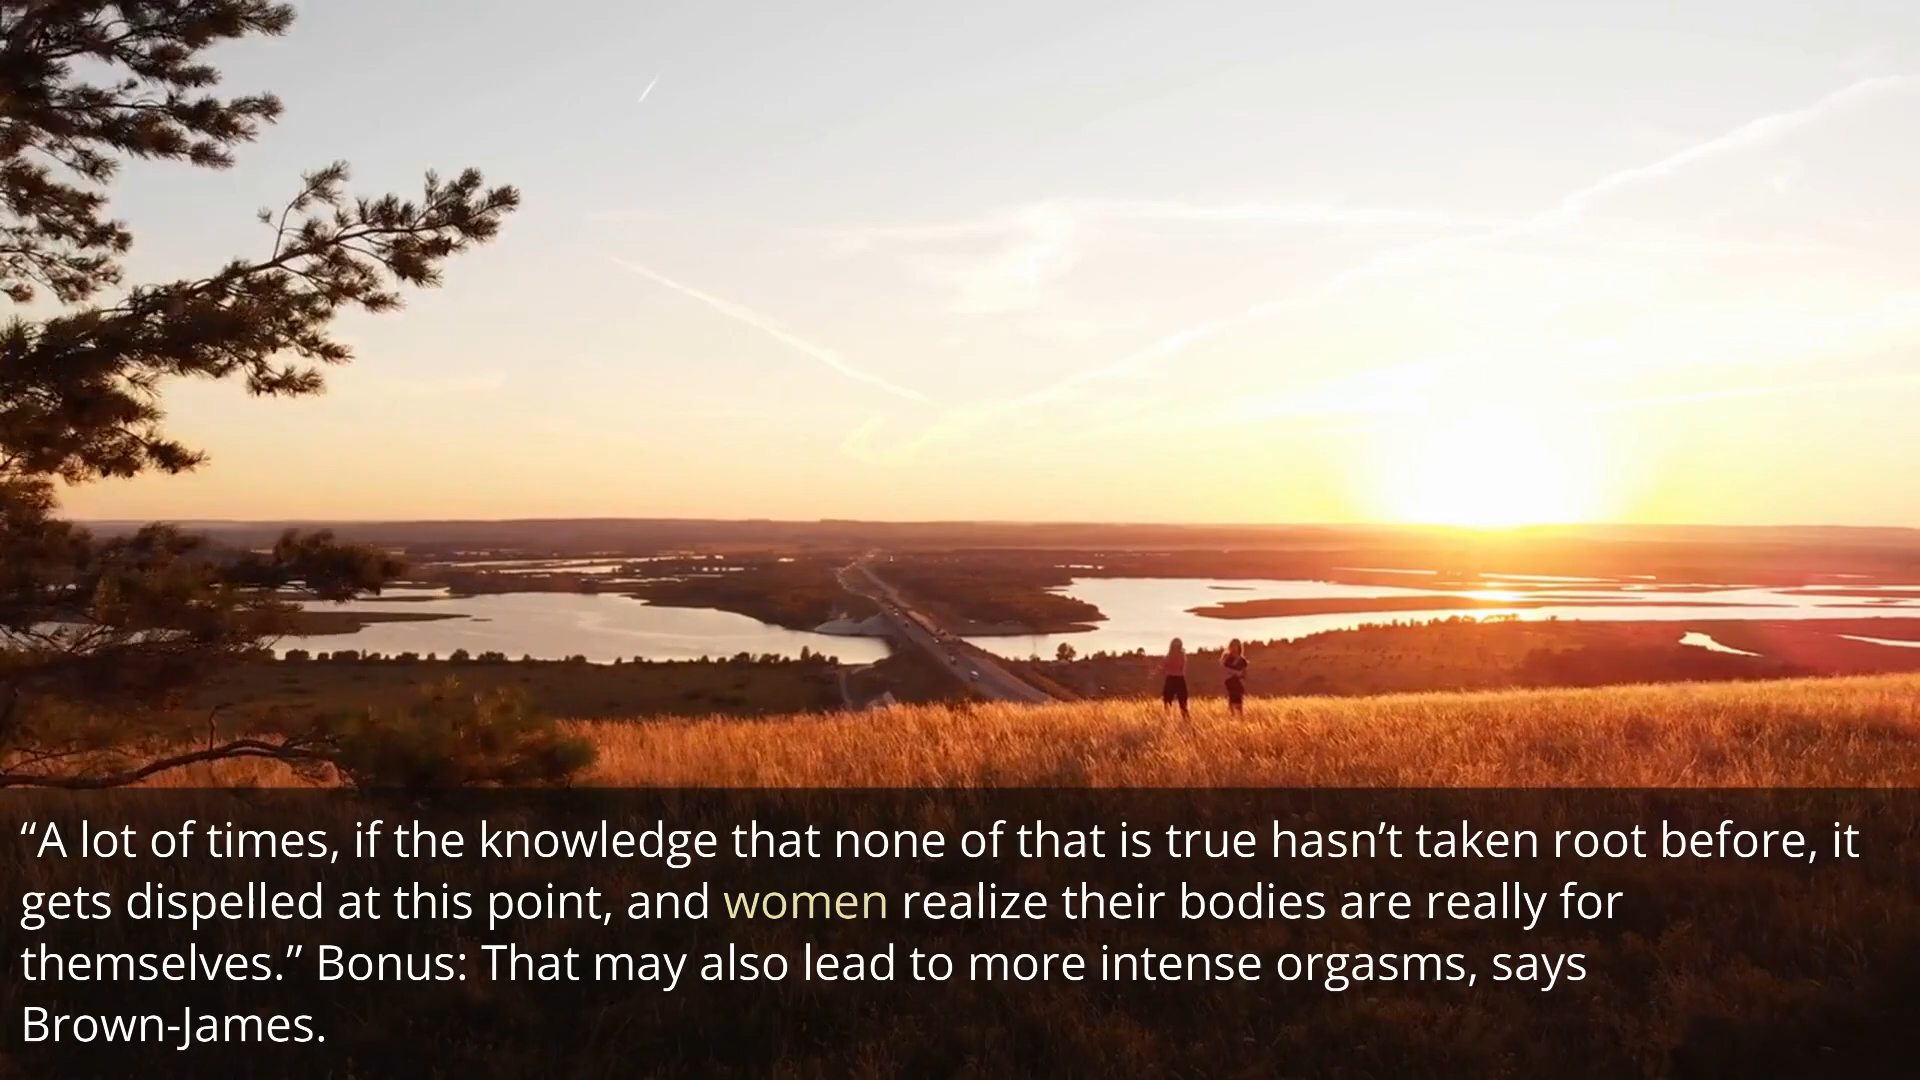 “A lot of times, if the knowledge that none of that is true hasn’t taken root before, it
gets dispelled at this point, and women realize their bodies are really for
themselves.” Bonus: That may also lead to more intense orgasms, says
Brown-James.